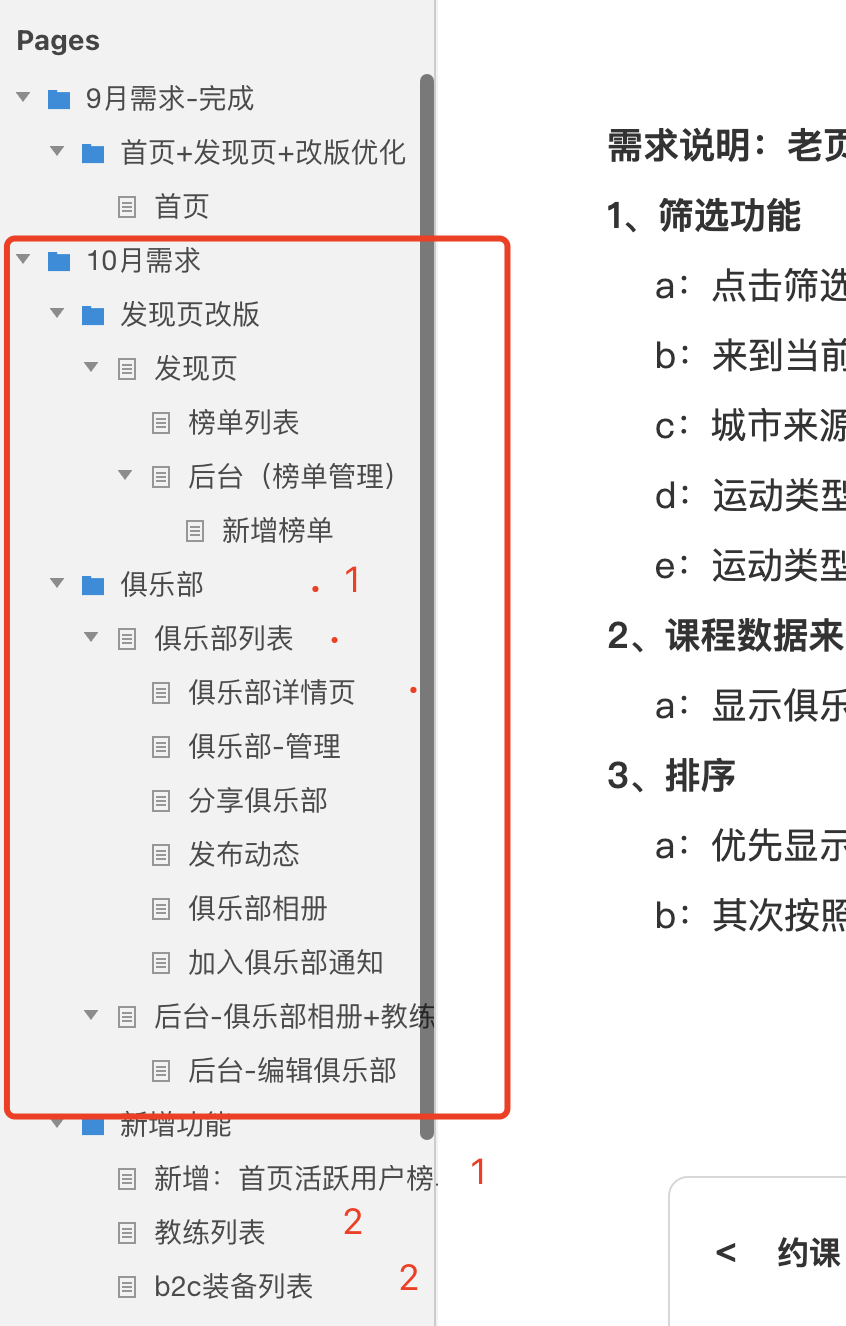 Pages
9月需求-完成
首页+发现页+改版优化
首页
10月需求
发现页改版
发现页
榜单列表
后台（榜单管理）
新增榜单
俱乐部 1
俱乐部列表
俱乐部详情页
俱乐部-管理
分享俱乐部
发布动态
俱乐部相册
加入俱乐部通知
后台-俱乐部相册+教练
后台-编辑俱乐部
新增功能
新增：首页活跃用户榜 1
教练列表 2
b2c装备列表 2
需求说明：老页
1、筛选功能
a：点击筛选
b：来到当前
c：城市来源
d：运动类型
e：运动类型
2、课程数据来
a：显示俱乐
3、排序
a：优先显示
b：其次按照
< 约课